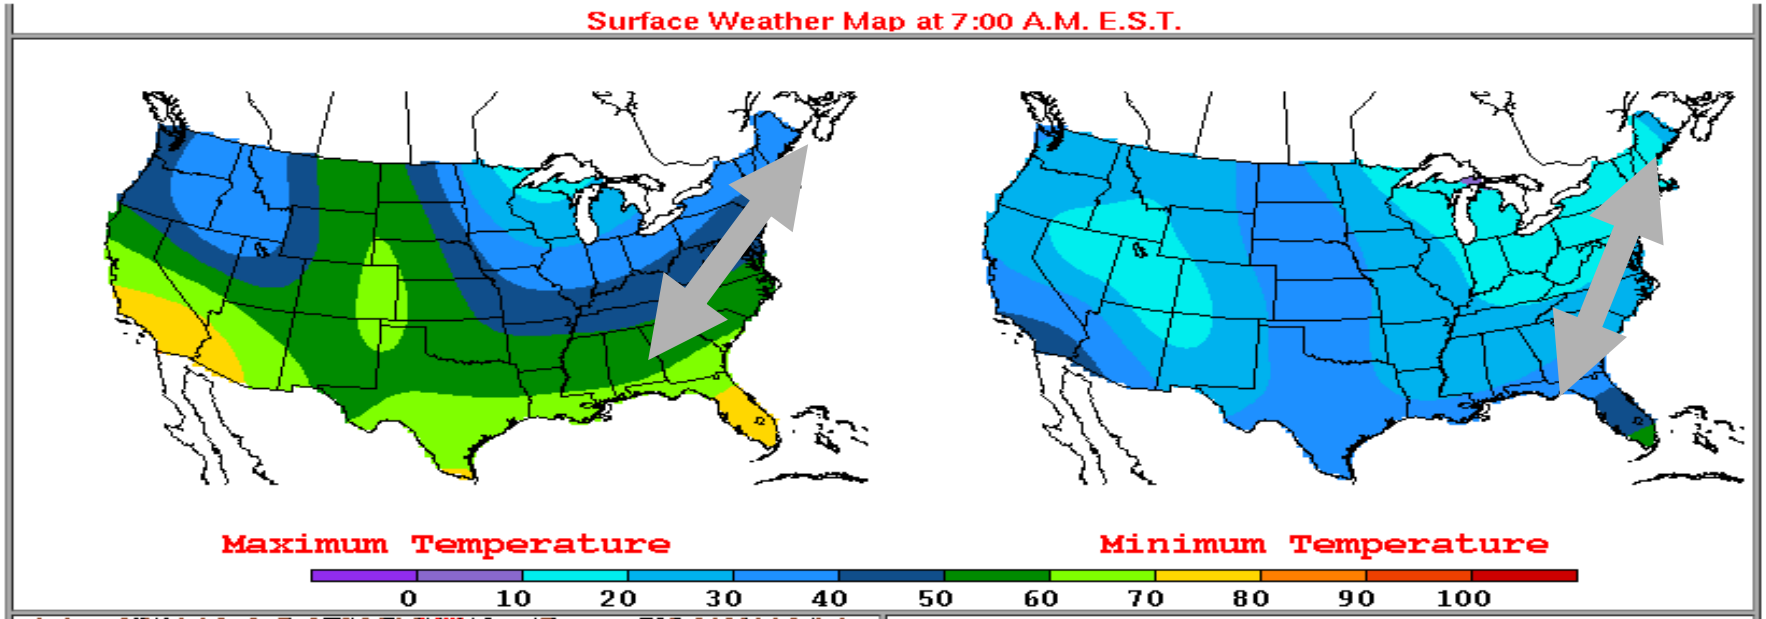 Surface Weather Map at 7:00 A.M. E.S.T.
Maximum Temperature
Minimum Temperature
0 10 20 30 40 50 60 70 80 90 100